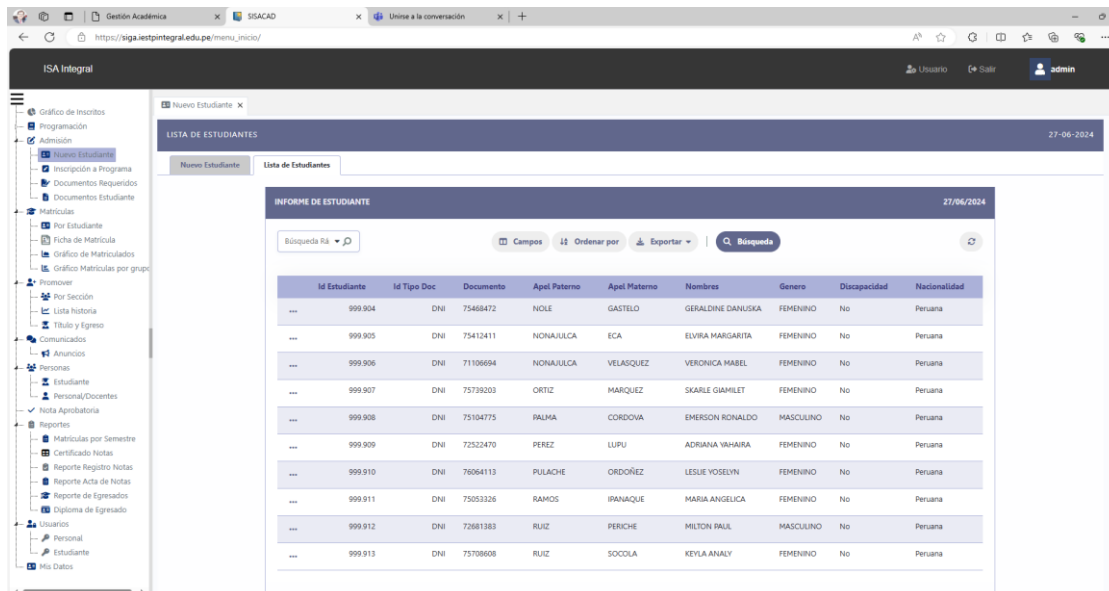 Gestión Académica
SISACAD
Unirse a la conversación
https://siga.iestpintegral.edu.pe/menu_inicio/
ISA Integral
Usuario
Salir
admin
Gráfico de Inscritos
Programación
Admisión
Nuevo Estudiante
Inscripción a Programa
Documentos Requeridos
Documentos Estudiante
Matrículas
Por Estudiante
Ficha de Matrícula
Gráfico de Matriculados
Gráfico Matrículas por grupo
Promover
Por Sección
Lista historia
Título y Egreso
Comunicados
Anuncios
Personas
Estudiante
Personal/Docentes
Nota Aprobatoria
Reportes
Matrículas por Semestre
Certificado Notas
Reporte Registro Notas
Reporte Acta de Notas
Reporte de Egresados
Diploma de Egresado
Usuarios
Personal
Estudiante
Mis Datos
Nuevo Estudiante x
LISTA DE ESTUDIANTES 27-06-2024
Nuevo Estudiante Lista de Estudiantes
INFORME DE ESTUDIANTE 27/06/2024
Búsqueda Rá Campos Ordenar por Exportar | Búsqueda
Id Estudiante Id Tipo Doc Documento Apel Paterno Apel Materno Nombres Genero Discapacidad Nacionalidad
... 999.904 DNI 75468472 NOLE GASTELO GERALDINE DANUSKA FEMENINO No Peruana
... 999.905 DNI 75412411 NONAJULCA ECA ELVIRA MARGARITA FEMENINO No Peruana
... 999.906 DNI 71106694 NONAJULCA VELASQUEZ VERONICA MABEL FEMENINO No Peruana
... 999.907 DNI 75739203 ORTIZ MARQUEZ SKARLE GIAMILET FEMENINO No Peruana
... 999.908 DNI 75104775 PALMA CORDOVA EMERSON RONALDO MASCULINO No Peruana
... 999.909 DNI 72522470 PEREZ LUPU ADRIANA YAHAIRA FEMENINO No Peruana
... 999.910 DNI 76064113 PULACHE ORDOÑEZ LESLIE YOSELYN FEMENINO No Peruana
... 999.911 DNI 75053326 RAMOS IPANAQUE MARIA ANGELICA FEMENINO No Peruana
... 999.912 DNI 72681383 RUIZ PERICHE MILTON PAUL MASCULINO No Peruana
... 999.913 DNI 75708608 RUIZ SOCOLA KEYLA ANALY FEMENINO No Peruana